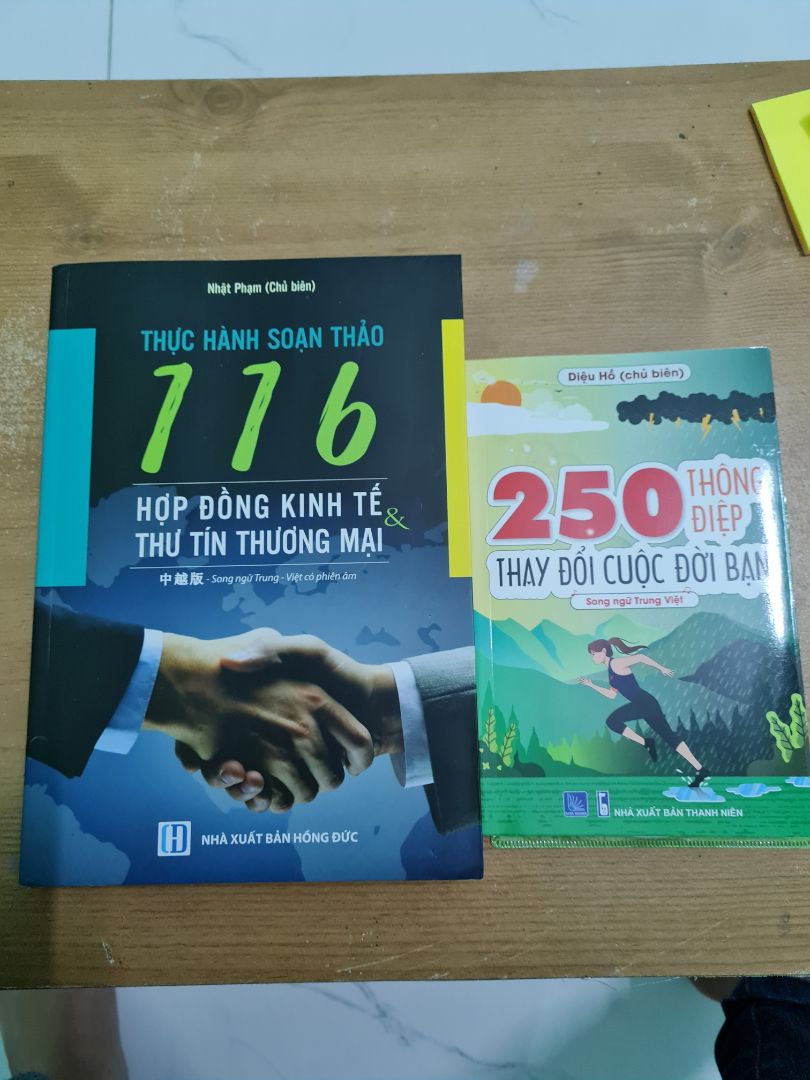 Nhật Phạm (Chủ biên)
THỰC HÀNH SOẠN THẢO
116
HỢP ĐỒNG KINH TẾ
&
THƯ TÍN THƯƠNG MẠI
中越版 - Song ngữ Trung - Việt có phiên âm
NHÀ XUẤT BẢN HỒNG ĐỨC
Diệu Hồ (chủ biên)
250 THÔNG
ĐIỆP
THAY ĐỔI CUỘC ĐỜI BẠN
Song ngữ Trung Việt
NHÀ XUẤT BẢN THANH NIÊN